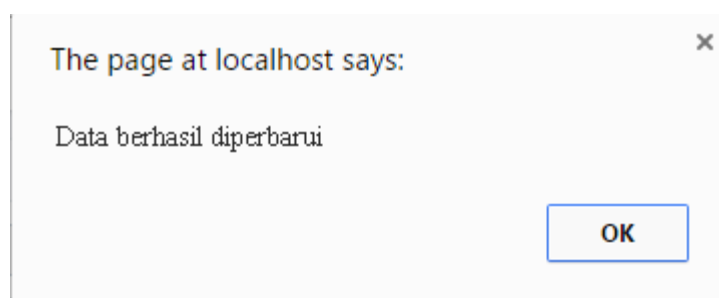 The page at localhost says:
Data berhasil diperbarui
OK